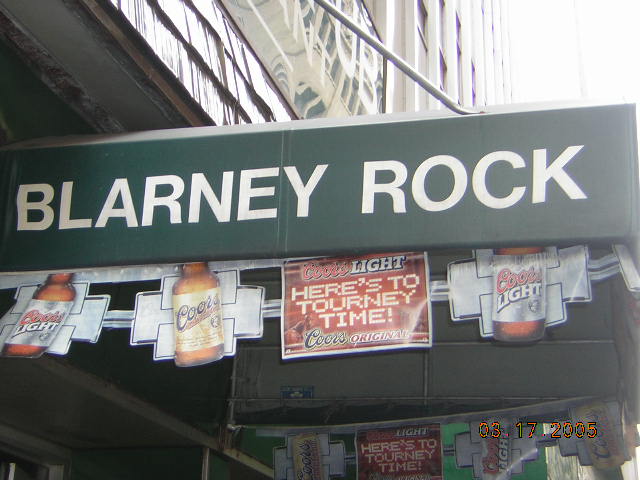 BLARNEY ROCK
Coors LIGHT
HERE'S TO
TOURNEY
TIME!
Coors ORIGINAL
Coors
LIGHT
Coors
Coors
LIGHT
LIGHT
HERE'S TO
TOURNEY
TIME!
03.17.2005